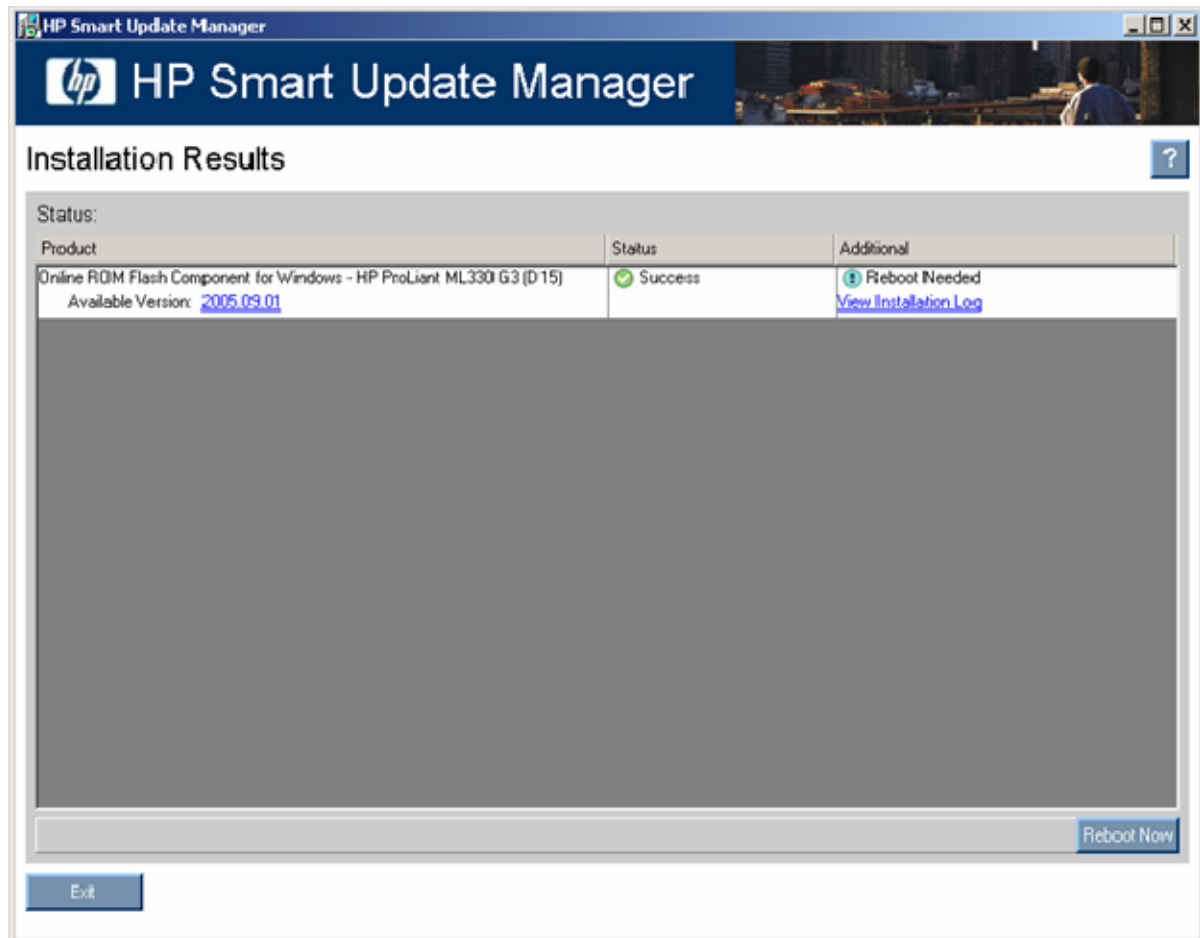 HP Smart Update Manager
hp HP Smart Update Manager
Installation Results
?
Status:
Product Status Additional
Online ROM Flash Component for Windows - HP ProLiant ML330 G3 (D15) Success Reboot Needed
Available Version: 2005.09.01 View Installation Log
Reboot Now
Exit